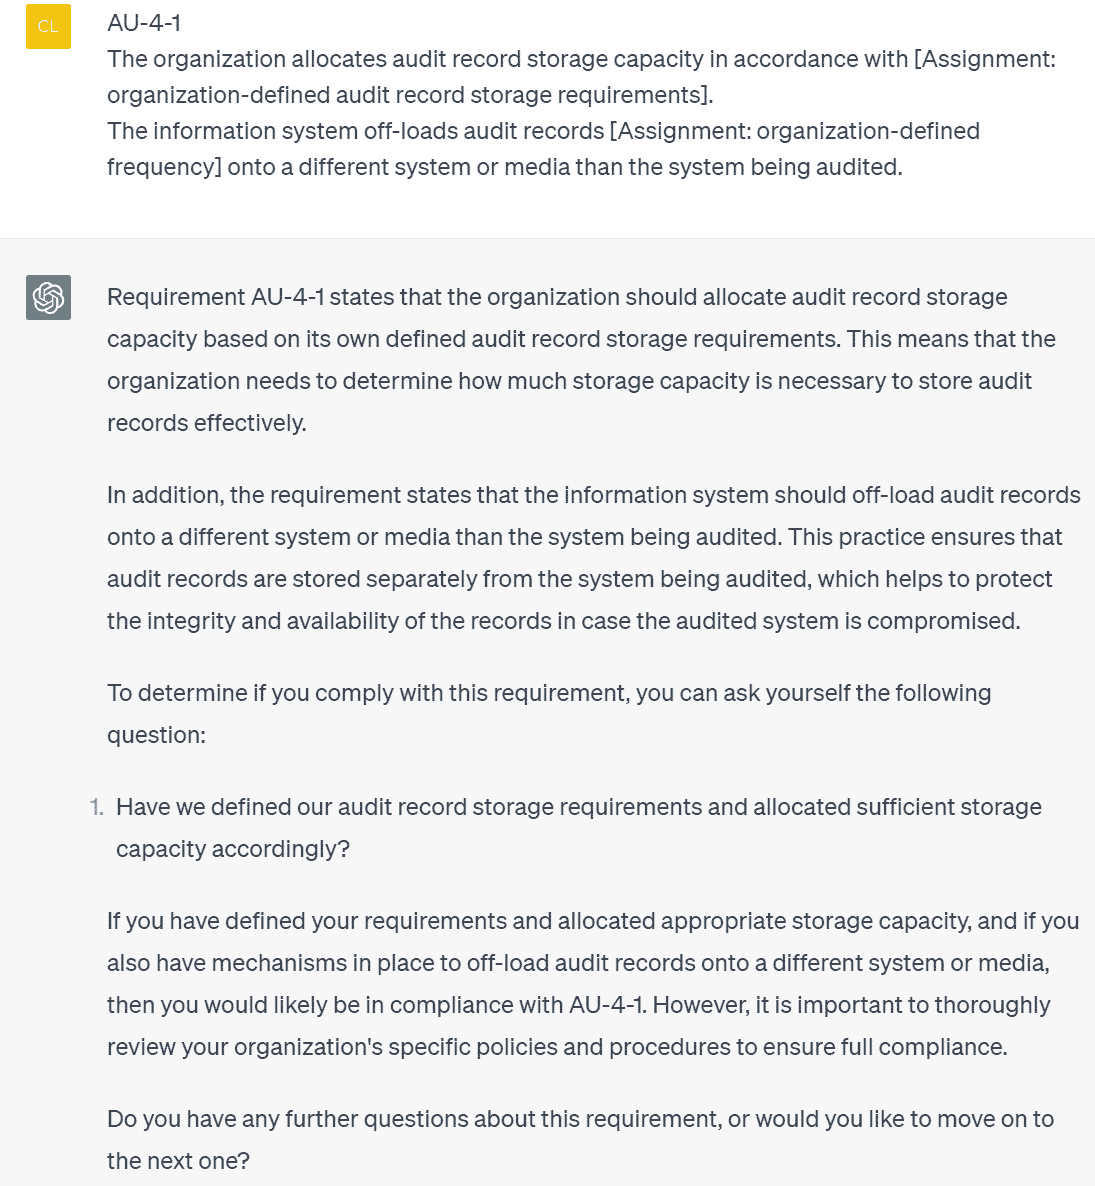 CL
AU-4-1
The organization allocates audit record storage capacity in accordance with [Assignment:
organization-defined audit record storage requirements].
The information system off-loads audit records [Assignment: organization-defined
frequency] onto a different system or media than the system being audited.
Requirement AU-4-1 states that the organization should allocate audit record storage
capacity based on its own defined audit record storage requirements. This means that the
organization needs to determine how much storage capacity is necessary to store audit
records effectively.
In addition, the requirement states that the information system should off-load audit records
onto a different system or media than the system being audited. This practice ensures that
audit records are stored separately from the system being audited, which helps to protect
the integrity and availability of the records in case the audited system is compromised.
To determine if you comply with this requirement, you can ask yourself the following
question:
1. Have we defined our audit record storage requirements and allocated sufficient storage
capacity accordingly?
If you have defined your requirements and allocated appropriate storage capacity, and if you
also have mechanisms in place to off-load audit records onto a different system or media,
then you would likely be in compliance with AU-4-1. However, it is important to thoroughly
review your organization's specific policies and procedures to ensure full compliance.
Do you have any further questions about this requirement, or would you like to move on to
the next one?